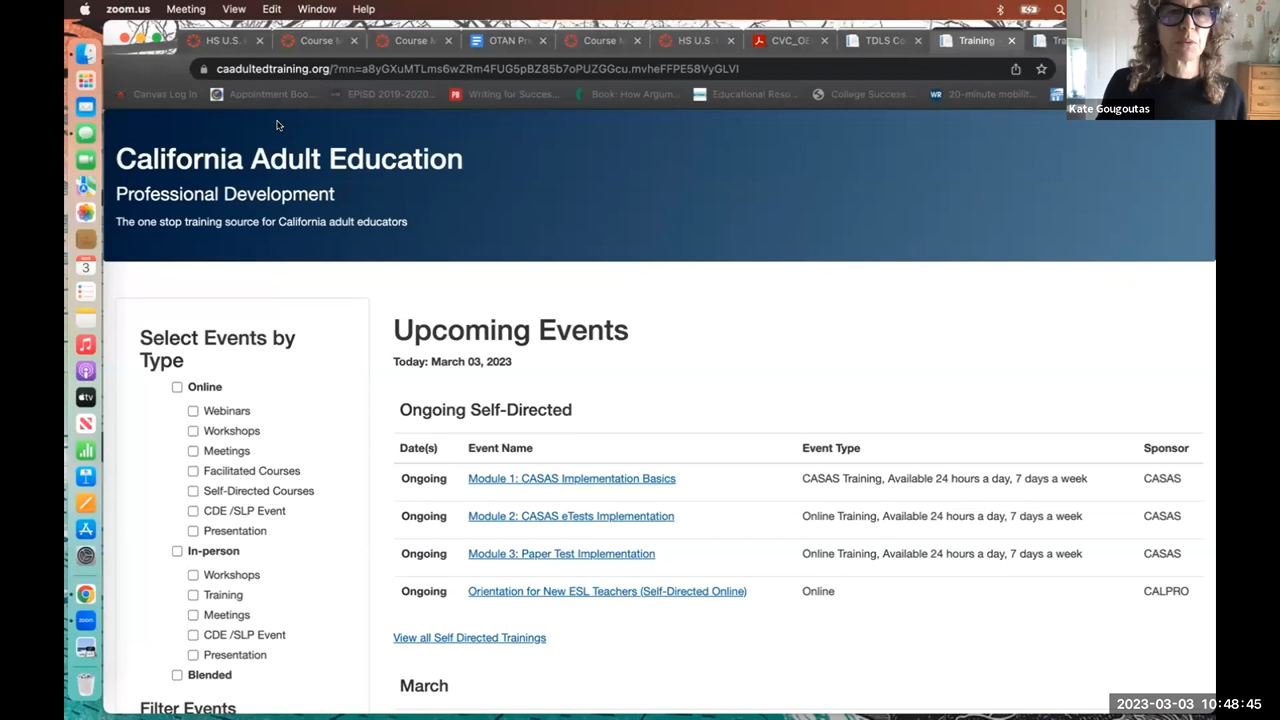 zoom.us Meeting View Edit Window Help
HS U.S. Course Course OTAN Pr HS U.S. CVC_OE TDLS Co Training Tra
caadultedtraining.org/?mn=a8yGXuMTLms6wZRm4FUG5pBZ85b7oPUZGGcu.mvheFFPE58VyGLVI
Canvas Log In Appointment Boo... EPISD 2019-2020... Writing for Succes... Book: How Argum... Educational Reso... College Success... 20-minute mobilit...
Kate Gougoutas
California Adult Education
Professional Development
The one stop training source for California adult educators
3
Select Events by
Type
Online
Webinars
Workshops
Meetings
Facilitated Courses
Self-Directed Courses
CDE /SLP Event
Presentation
In-person
Workshops
Training
Meetings
CDE /SLP Event
Presentation
Blended
Filter Events
Upcoming Events
Today: March 03, 2023
Ongoing Self-Directed
Date(s) Event Name Event Type Sponsor
Ongoing Module 1: CASAS Implementation Basics CASAS Training, Available 24 hours a day, 7 days a week CASAS
Ongoing Module 2: CASAS eTests Implementation Online Training, Available 24 hours a day, 7 days a week CASAS
Ongoing Module 3: Paper Test Implementation Online Training, Available 24 hours a day, 7 days a week CASAS
Ongoing Orientation for New ESL Teachers (Self-Directed Online) Online CALPRO
View all Self Directed Trainings
March
2023-03-03 10:48:45